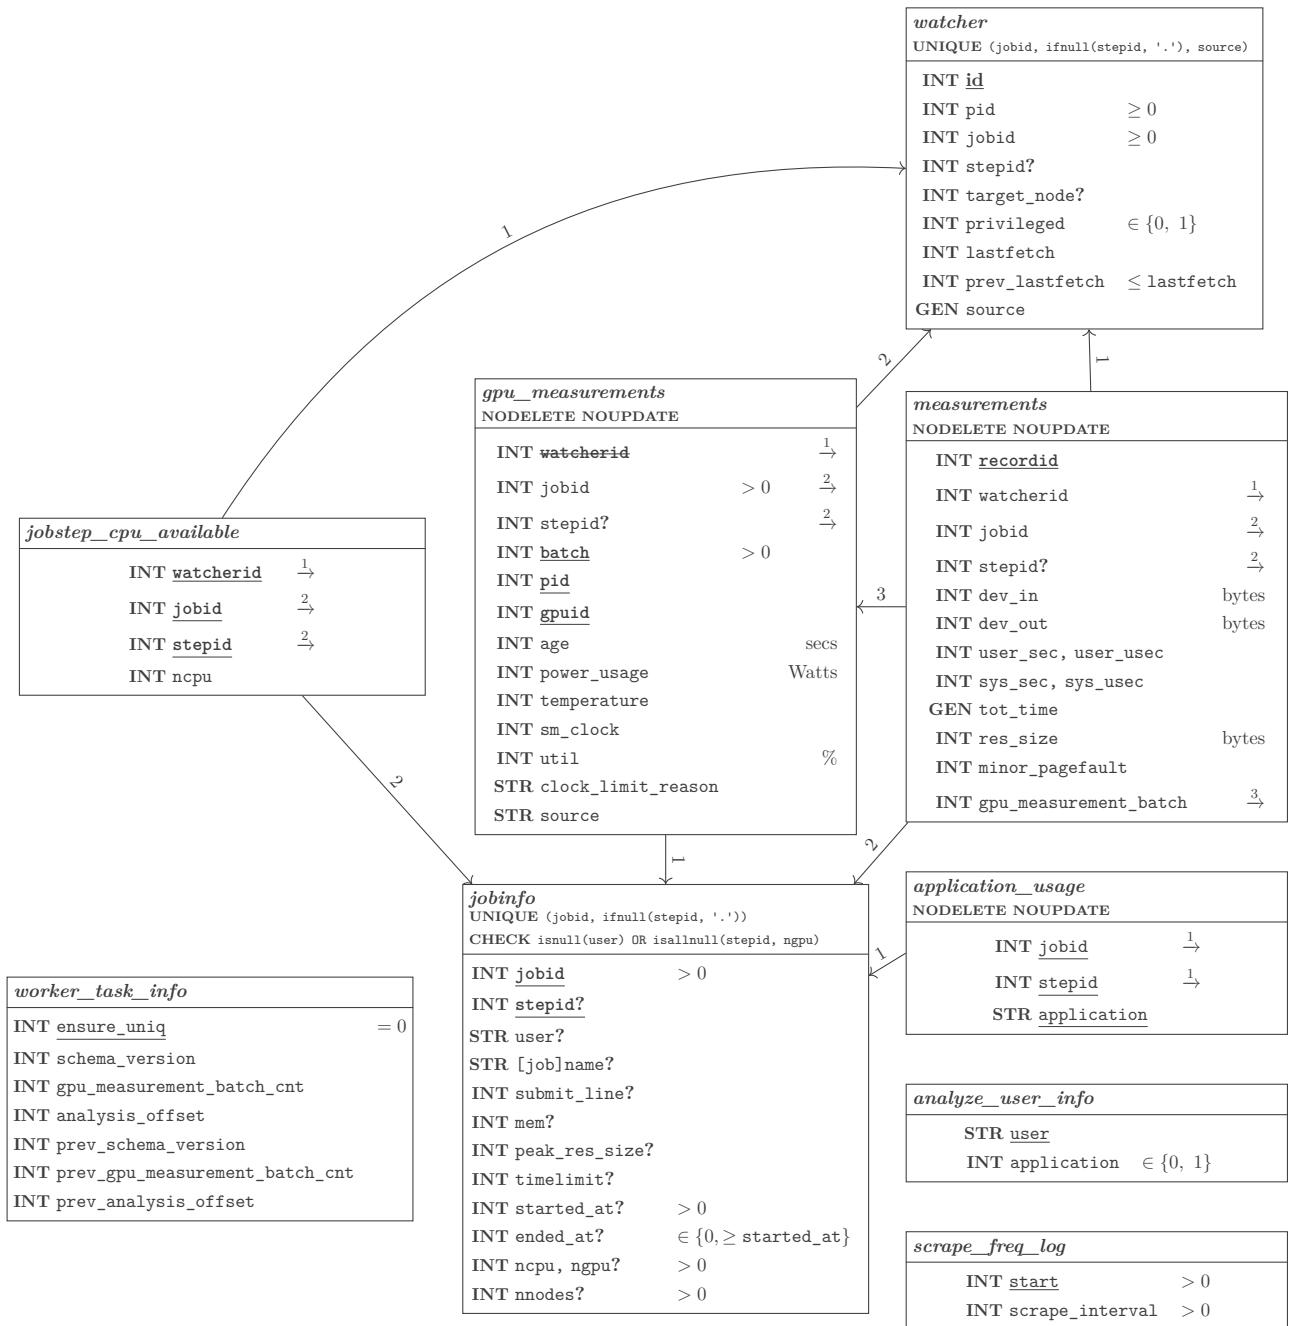 watcher
UNIQUE (jobid, ifnull(stepid, '.'), source)
INT id
INT pid ≥ 0
INT jobid ≥ 0
INT stepid?
INT target_node?
INT privileged ∈ {0, 1}
INT lastfetch
INT prev_lastfetch ≤ lastfetch
GEN source
1
2
1
gpu_measurements
NODELETE NOUPDATE
INT watcherid 1→
INT jobid > 0 2→
INT stepid? 2→
INT batch > 0
INT pid
INT gpuid
INT age secs
INT power_usage Watts
INT temperature
INT sm_clock
INT util %
STR clock_limit_reason
STR source
measurements
NODELETE NOUPDATE
INT recordid
INT watcherid 1→
INT jobid 2→
INT stepid? 2→
INT dev_in bytes
INT dev_out bytes
INT user_sec, user_usec
INT sys_sec, sys_usec
GEN tot_time
INT res_size bytes
INT minor_pagefault
INT gpu_measurement_batch 3→
3
jobstep_cpu_available
INT watcherid 1→
INT jobid 2→
INT stepid 2→
INT ncpu
2
1
2
jobinfo
UNIQUE (jobid, ifnull(stepid, '.'))
CHECK isnull(user) OR isallnull(stepid, ngpu)
INT jobid > 0
INT stepid?
STR user?
STR [job]name?
INT submit_line?
INT mem?
INT peak_res_size?
INT timelimit?
INT started_at? > 0
INT ended_at? ∈ {0, ≥ started_at}
INT ncpu, ngpu? > 0
INT nnodes? > 0
1
application_usage
NODELETE NOUPDATE
INT jobid 1→
INT stepid 1→
STR application
worker_task_info
INT ensure_uniq = 0
INT schema_version
INT gpu_measurement_batch_cnt
INT analysis_offset
INT prev_schema_version
INT prev_gpu_measurement_batch_cnt
INT prev_analysis_offset
analyze_user_info
STR user
INT application ∈ {0, 1}
scrape_freq_log
INT start > 0
INT scrape_interval > 0